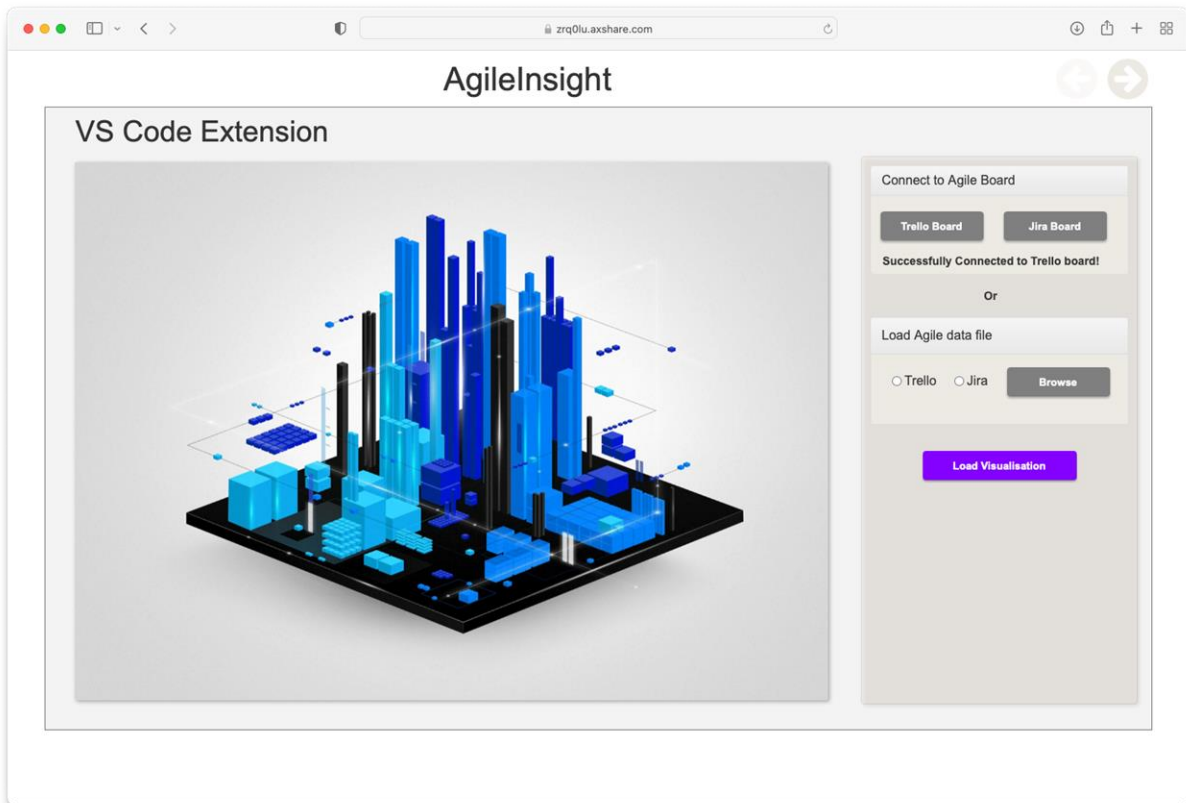 zrq0lu.axshare.com
AgileInsight
VS Code Extension
Connect to Agile Board
Trello Board Jira Board
Successfully Connected to Trello board!
Or
Load Agile data file
Trello Jira Browse
Load Visualisation